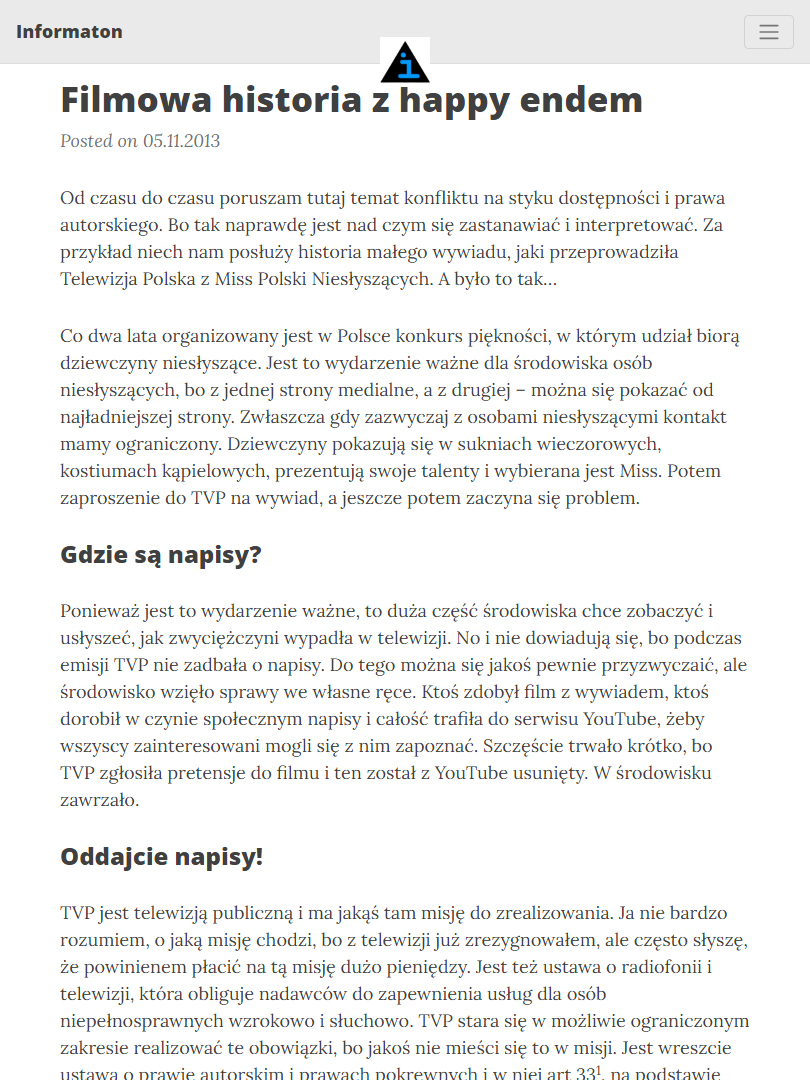 Informaton
i
Filmowa historia z happy endem
Posted on 05.11.2013
Od czasu do czasu poruszam tutaj temat konfliktu na styku dostępności i prawa
autorskiego. Bo tak naprawdę jest nad czym się zastanawiać i interpretować. Za
przykład niech nam posłuży historia małego wywiadu, jaki przeprowadziła
Telewizja Polska z Miss Polski Niesłyszących. A było to tak…
Co dwa lata organizowany jest w Polsce konkurs piękności, w którym udział biorą
dziewczyny niesłyszące. Jest to wydarzenie ważne dla środowiska osób
niesłyszących, bo z jednej strony medialne, a z drugiej – można się pokazać od
najładniejszej strony. Zwłaszcza gdy zazwyczaj z osobami niesłyszącymi kontakt
mamy ograniczony. Dziewczyny pokazują się w sukniach wieczorowych,
kostiumach kąpielowych, prezentują swoje talenty i wybierana jest Miss. Potem
zaproszenie do TVP na wywiad, a jeszcze potem zaczyna się problem.
Gdzie są napisy?
Ponieważ jest to wydarzenie ważne, to duża część środowiska chce zobaczyć i
usłyszeć, jak zwyciężczyni wypadła w telewizji. No i nie dowiadują się, bo podczas
emisji TVP nie zadbała o napisy. Do tego można się jakoś pewnie przyzwyczaić, ale
środowisko wzięło sprawy we własne ręce. Ktoś zdobył film z wywiadem, ktoś
dorobił w czynie społecznym napisy i całość trafiła do serwisu YouTube, żeby
wszyscy zainteresowani mogli się z nim zapoznać. Szczęście trwało krótko, bo
TVP zgłosiła pretensje do filmu i ten został z YouTube usunięty. W środowisku
zawrzało.
Oddajcie napisy!
TVP jest telewizją publiczną i ma jakąś tam misję do zrealizowania. Ja nie bardzo
rozumiem, o jaką misję chodzi, bo z telewizji już zrezygnowałem, ale często słyszę,
że powinienem płacić na tą misję dużo pieniędzy. Jest też ustawa o radiofonii i
telewizji, która obliguje nadawców do zapewnienia usług dla osób
niepełnosprawnych wzrokowo i słuchowo. TVP stara się w możliwie ograniczonym
zakresie realizować te obowiązki, bo jakoś nie mieści się to w misji. Jest wreszcie
ustawa o prawie autorskim i prawach pokrewnych i w niej art 33¹, na podstawie